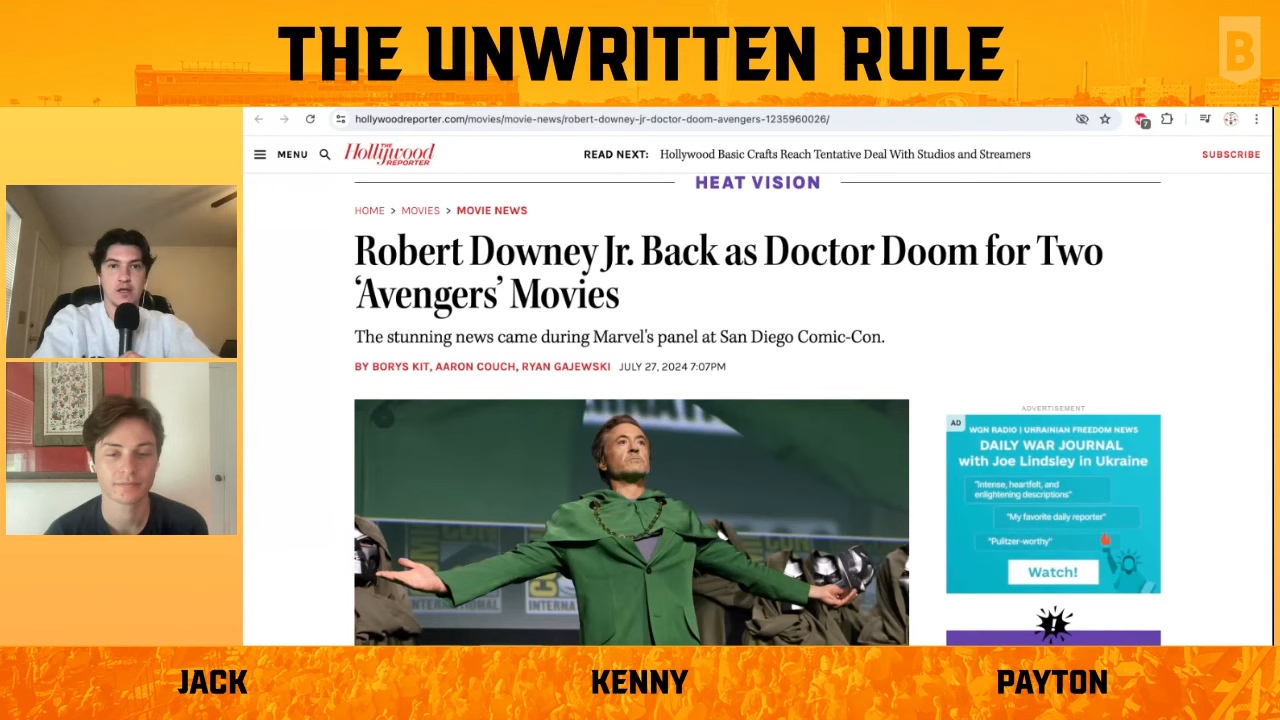 THE UNWRITTEN RULE
B
hollywoodreporter.com/movies/movie-news/robert-downey-jr-doctor-doom-avengers-1235960026/
7
MENU
THE
Hollywood
REPORTER
READ NEXT: Hollywood Basic Crafts Reach Tentative Deal With Studios and Streamers
SUBSCRIBE
HEAT VISION
HOME > MOVIES > MOVIE NEWS
Robert Downey Jr. Back as Doctor Doom for Two
‘Avengers’ Movies
The stunning news came during Marvel's panel at San Diego Comic-Con.
BY BORYS KIT, AARON COUCH, RYAN GAJEWSKI JULY 27, 2024 7:07PM
INTERNATIONAL
INTERN
ADVERTISEMENT
AD
WGN RADIO | UKRAINIAN FREEDOM NEWS
DAILY WAR JOURNAL
with Joe Lindsley in Ukraine
"Intense, heartfelt, and
enlightening descriptions"
"My favorite daily reporter"
"Pulitzer-worthy"
Watch!
!
JACK
KENNY
PAYTON